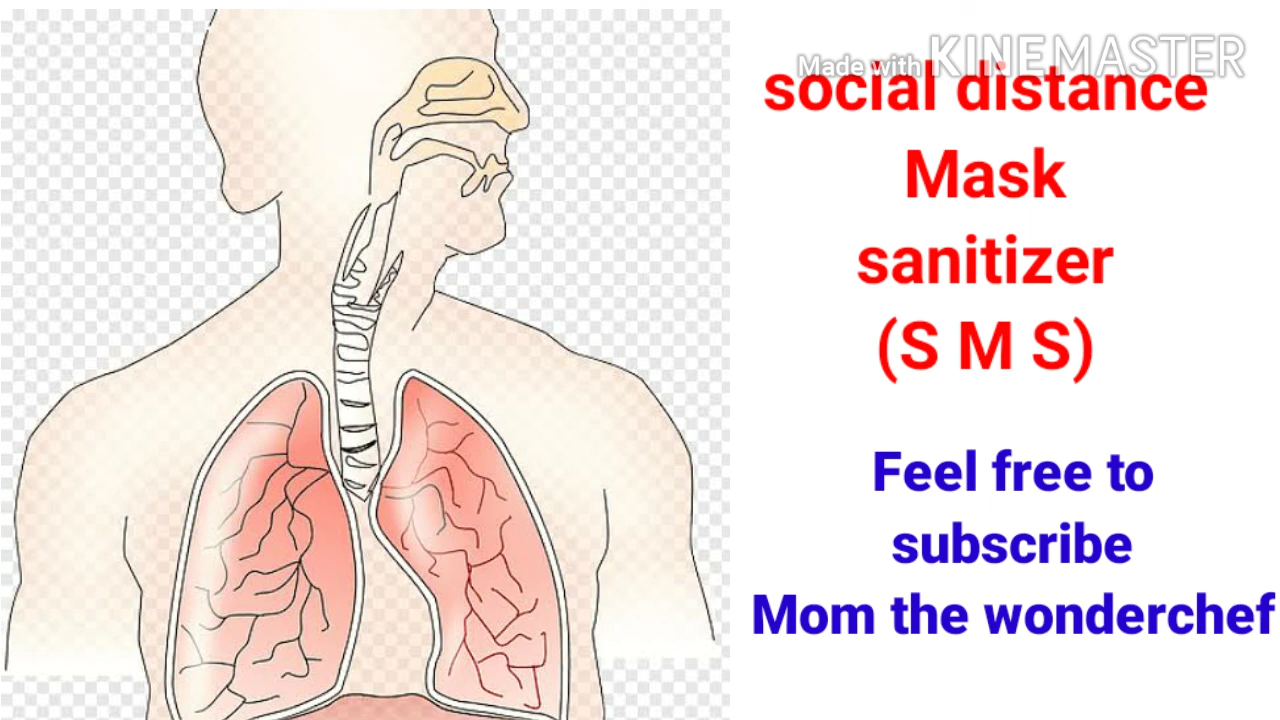 Made with KINEMASTER
social distance
Mask
sanitizer
(S M S)
Feel free to
subscribe
Mom the wonderchef